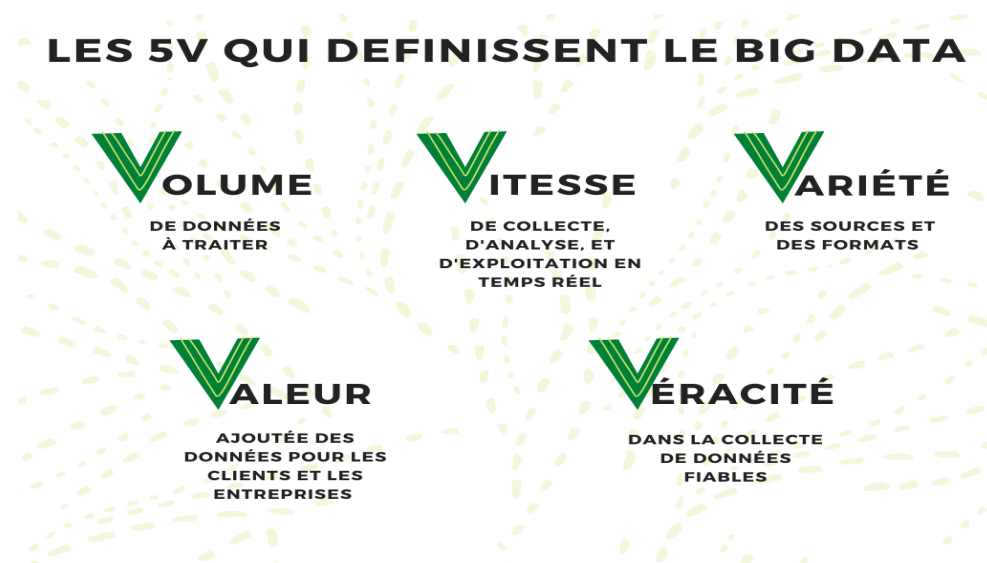 LES 5V QUI DEFINISSENT LE BIG DATA
VOLUME
DE DONNÉES
À TRAITER
VITESSE
DE COLLECTE,
D'ANALYSE, ET
D'EXPLOITATION EN
TEMPS RÉEL
VARIÉTÉ
DES SOURCES ET
DES FORMATS
VALEUR
AJOUTÉE DES
DONNÉES POUR LES
CLIENTS ET LES
ENTREPRISES
VÉRACITÉ
DANS LA COLLECTE
DE DONNÉES
FIABLES